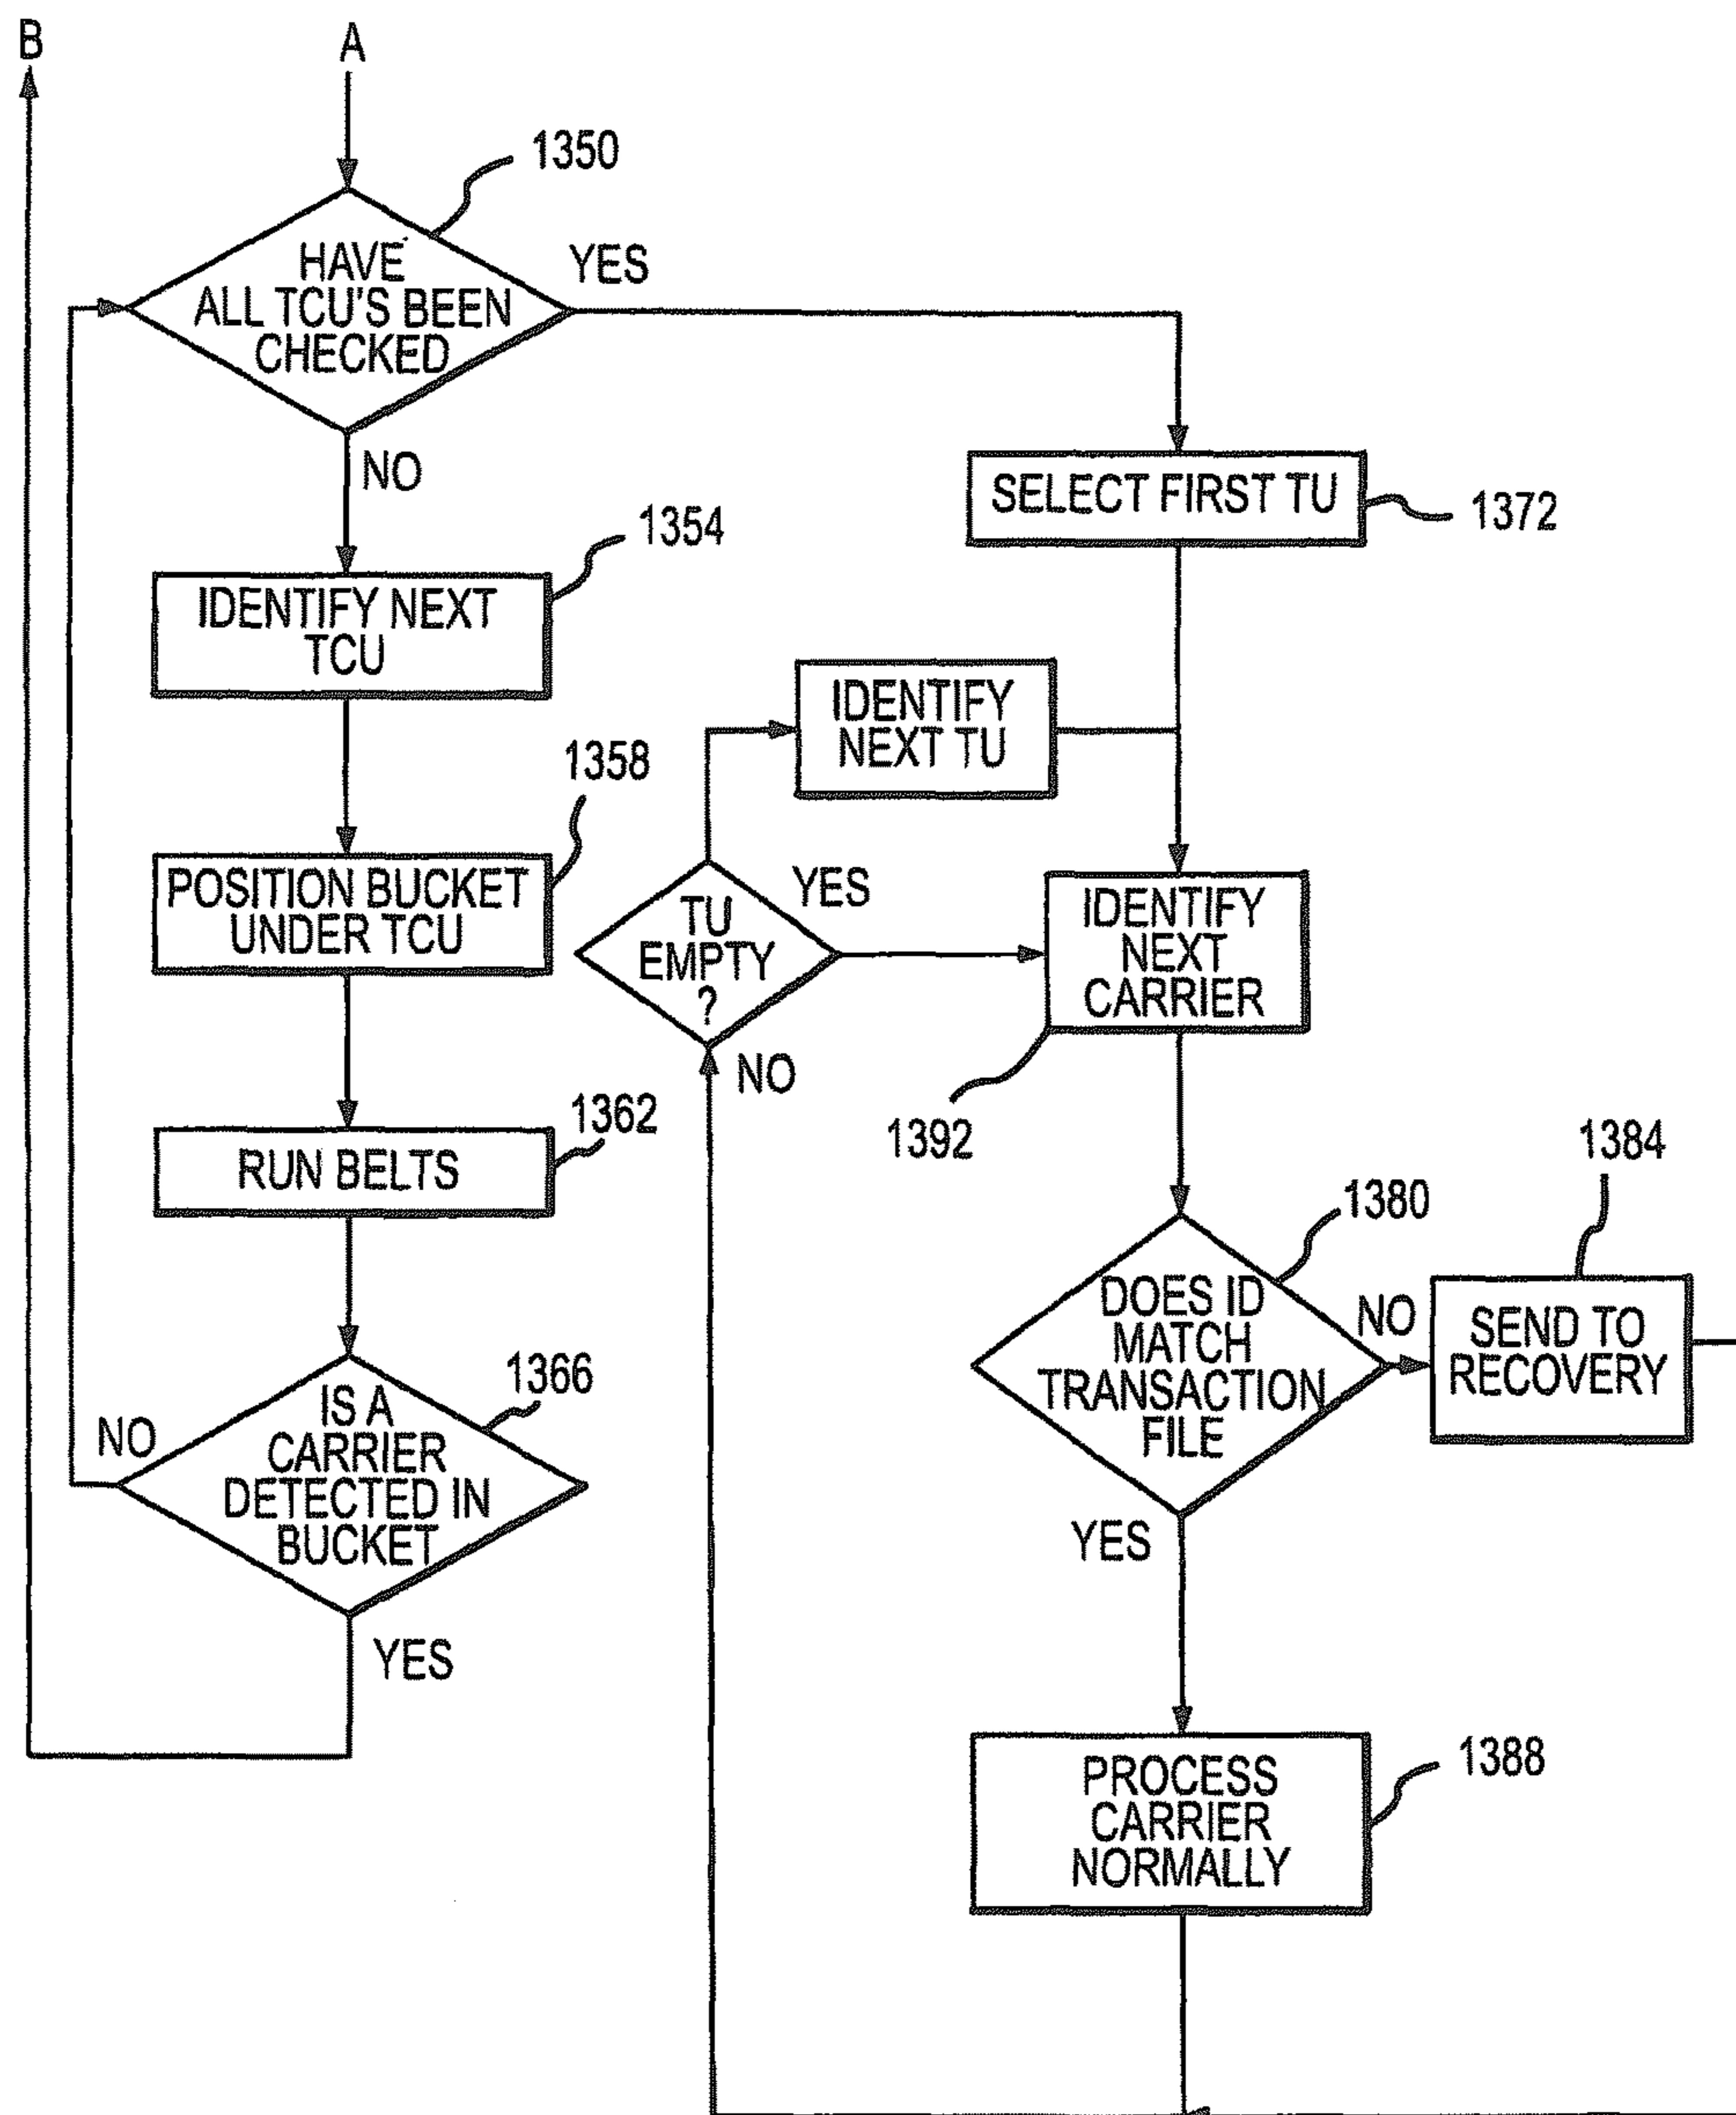 B
A
1350
HAVE
ALL TCU'S BEEN
CHECKED
YES
NO
1354
IDENTIFY NEXT
TCU
1358
POSITION BUCKET
UNDER TCU
1362
RUN BELTS
1366
IS A
CARRIER
DETECTED IN
BUCKET
NO
YES
SELECT FIRST TU
1372
IDENTIFY
NEXT TU
TU
EMPTY
?
YES
NO
IDENTIFY
NEXT
CARRIER
1392
1380
DOES ID
MATCH
TRANSACTION
FILE
NO
1384
SEND TO
RECOVERY
YES
PROCESS
CARRIER
NORMALLY
1388